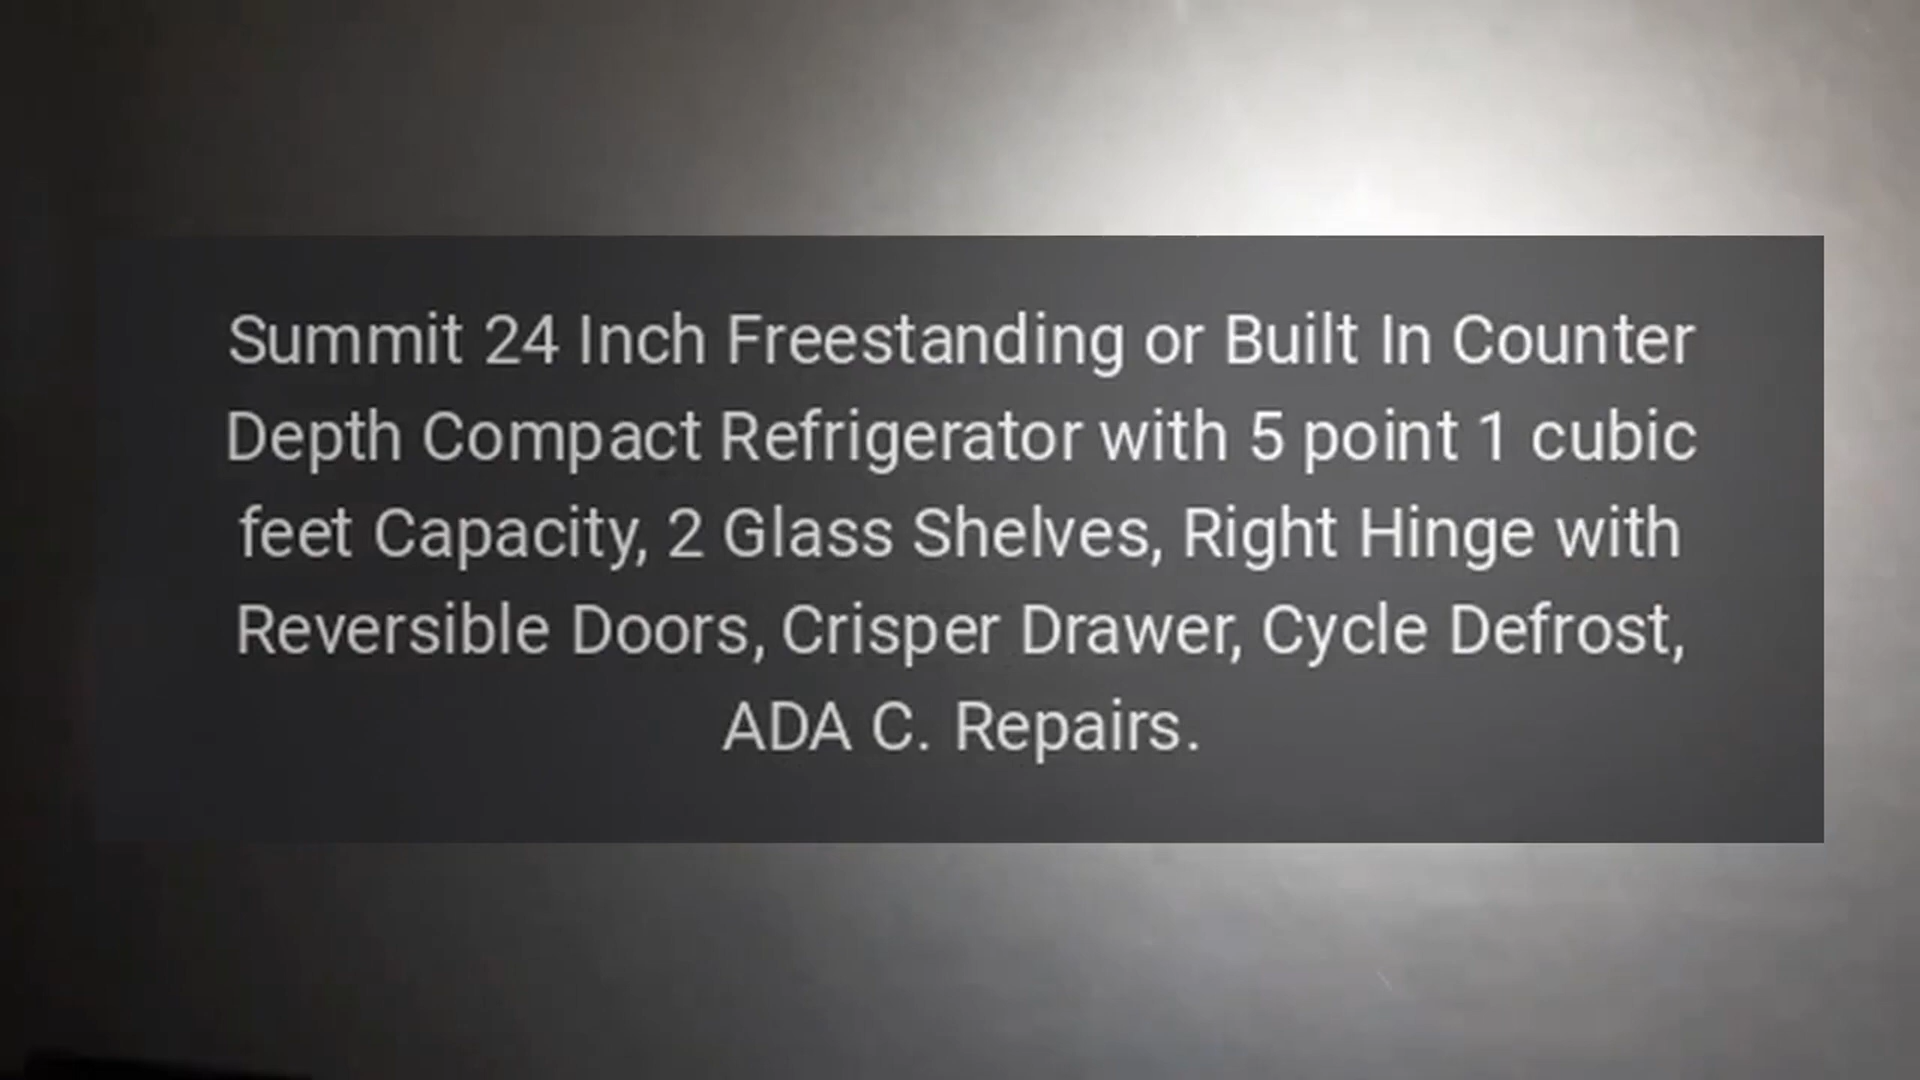 Summit 24 Inch Freestanding or Built In Counter
Depth Compact Refrigerator with 5 point 1 cubic
feet Capacity, 2 Glass Shelves, Right Hinge with
Reversible Doors, Crisper Drawer, Cycle Defrost,
ADA C. Repairs.